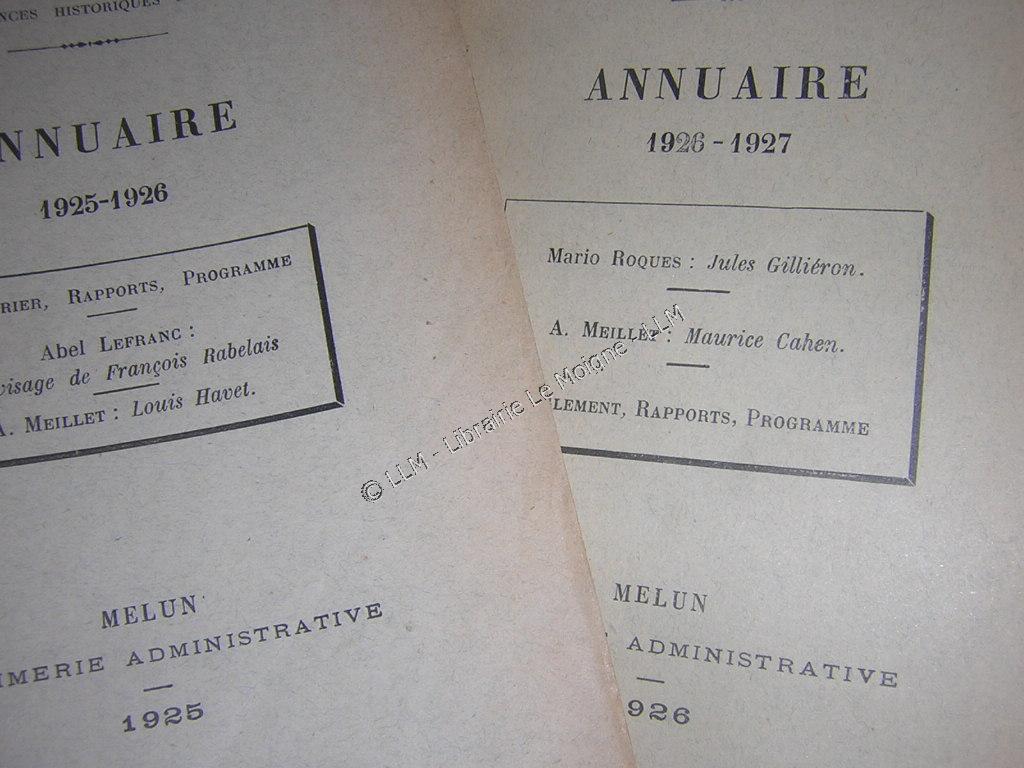 NCES HISTORIQUES
NNUAIRE
1925-1926
RIER, RAPPORTS, PROGRAMME
Abel LEFRANC :
visage de François Rabelais
A. MEILLET : Louis Havet.
MELUN
IMERIE ADMINISTRATIVE
1925
ANNUAIRE
1926-1927
Mario ROQUES : Jules Gilliéron.
A. MEILLET : Maurice Cahen.
LEMENT, RAPPORTS, PROGRAMME
MELUN
ADMINISTRATIVE
926
© LLM - Librairie Le Moigne - LLM